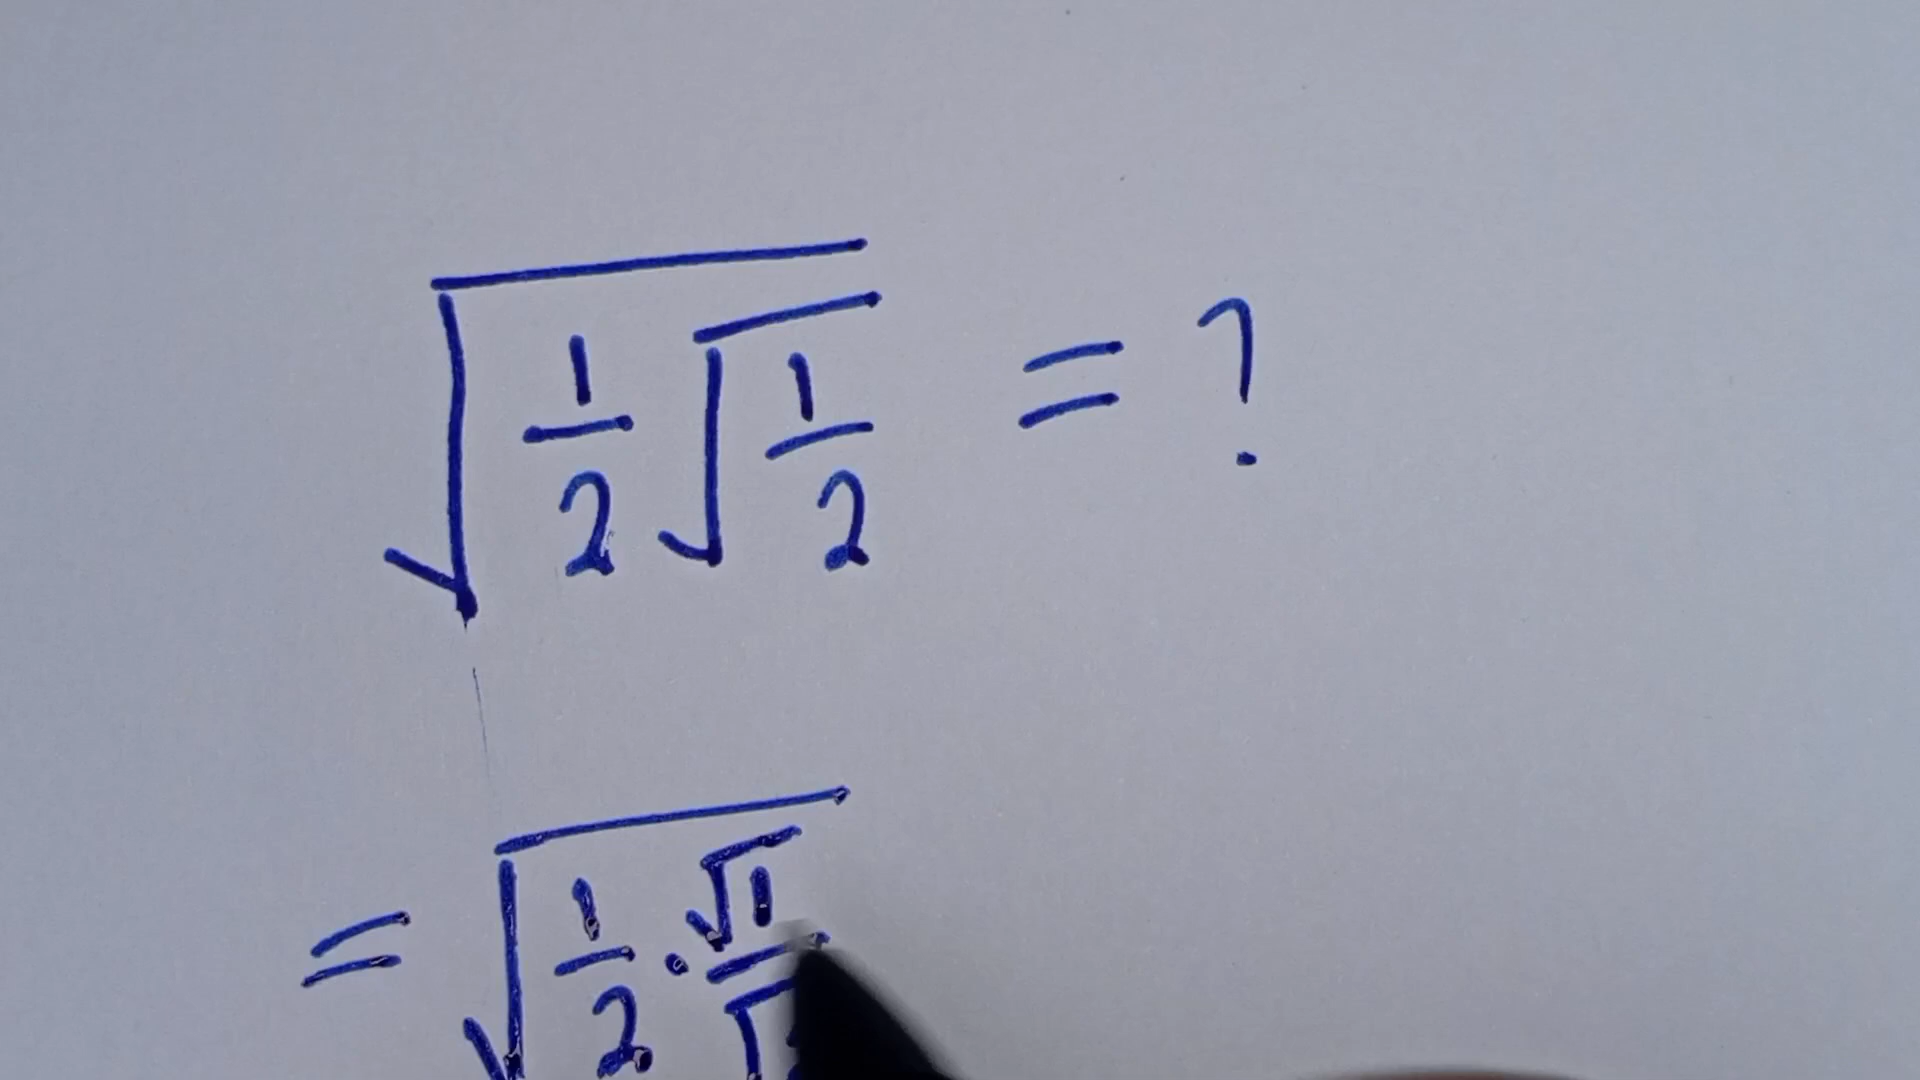 √(1/2 √(1/2)) = ?
= √(1/2 · √1/√